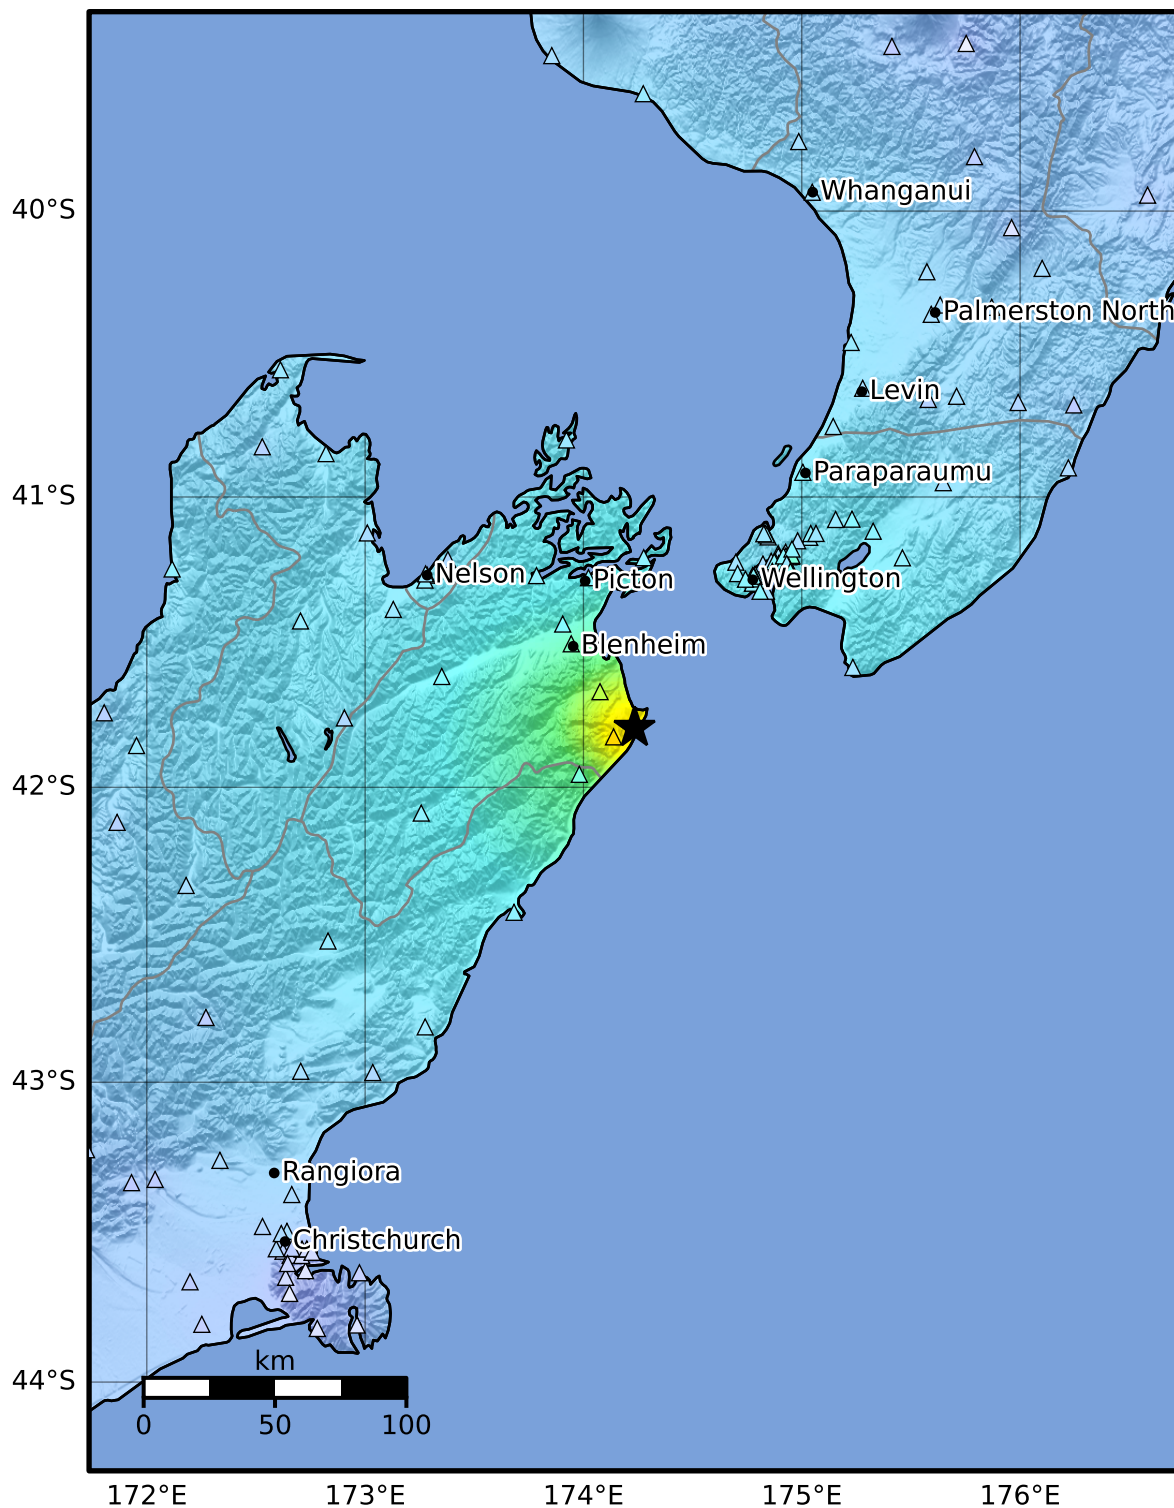 Whanganui
40°S
Palmerston North
Levin
Paraparaumu
41°S
Nelson
Picton
Wellington
Blenheim
42°S
43°S
Rangiora
Christchurch
km
44°S
0 50 100
172°E 173°E 174°E 175°E 176°E